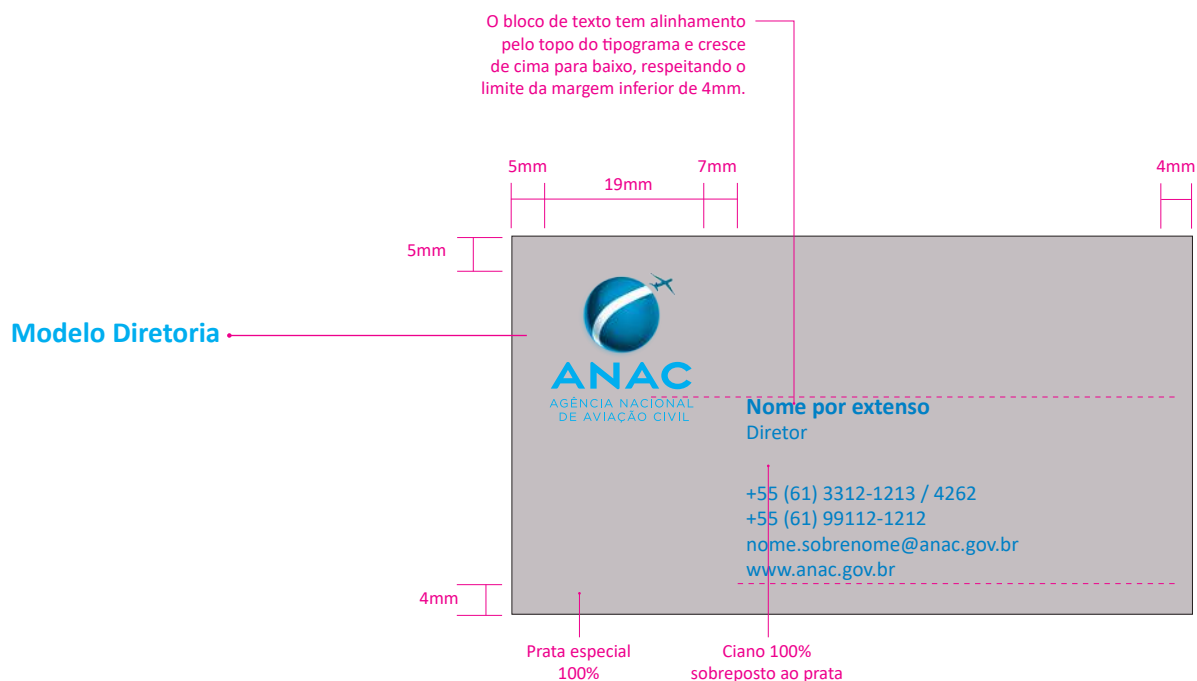 O bloco de texto tem alinhamento
pelo topo do tipograma e cresce
de cima para baixo, respeitando o
limite da margem inferior de 4mm.
5mm
19mm
7mm
4mm
5mm
Modelo Diretoria
ANAC
AGÊNCIA NACIONAL
DE AVIAÇÃO CIVIL
Nome por extenso
Diretor
+55 (61) 3312-1213 / 4262
+55 (61) 99112-1212
nome.sobrenome@anac.gov.br
www.anac.gov.br
4mm
Prata especial
100%
Ciano 100%
sobreposto ao prata